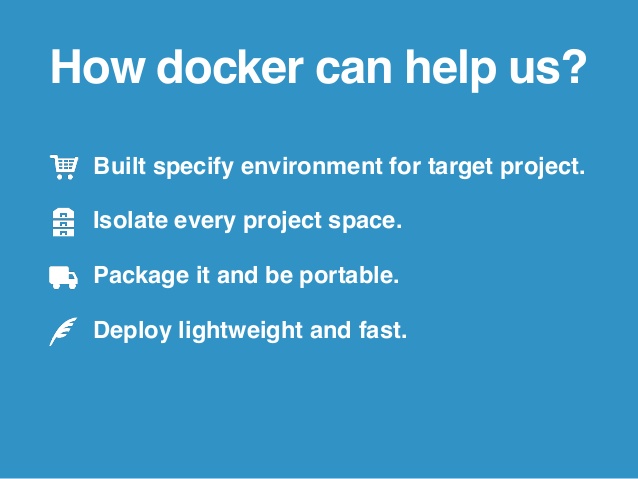 How docker can help us?
Built specify environment for target project.
Isolate every project space.
Package it and be portable.
Deploy lightweight and fast.